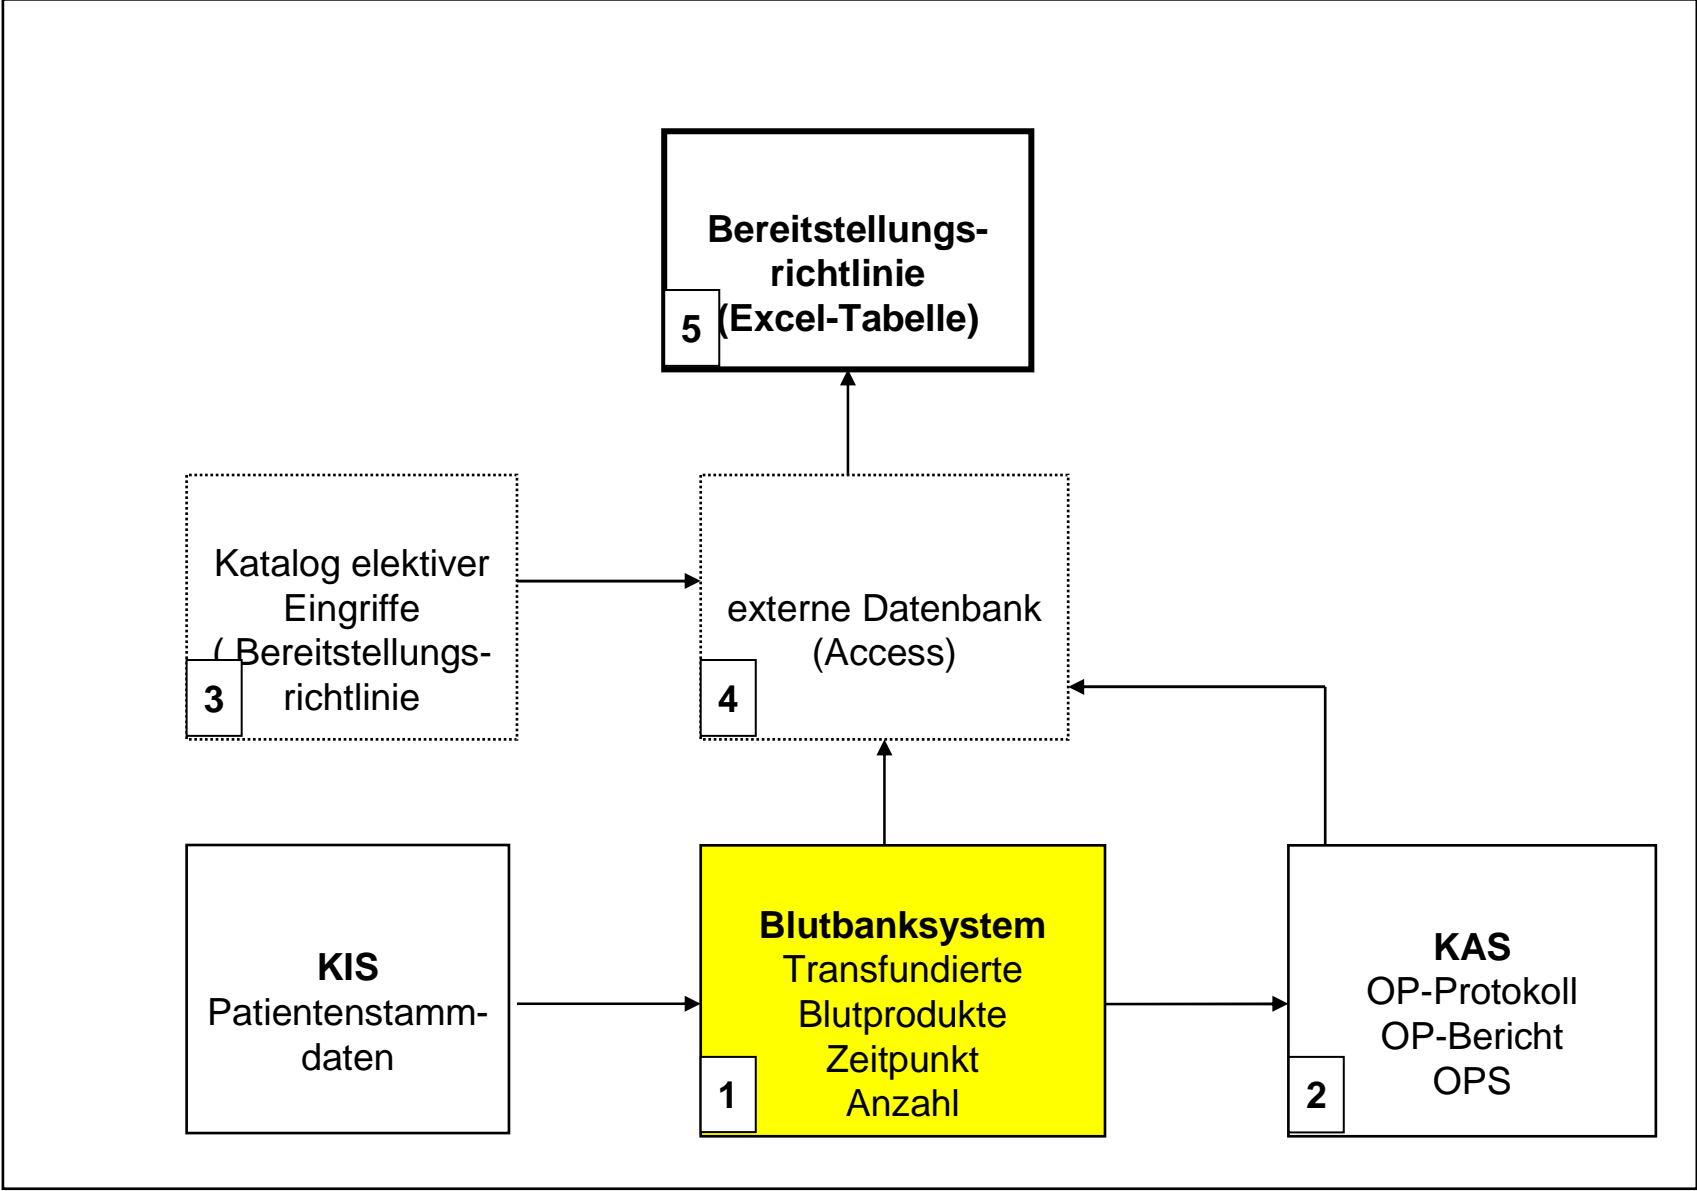 Bereitstellungs-
richtlinie
(Excel-Tabelle)
5
Katalog elektiver
Eingriffe
( Bereitstellungs-
richtlinie
3
externe Datenbank
(Access)
4
KIS
Patientenstamm-
daten
Blutbanksystem
Transfundierte
Blutprodukte
Zeitpunkt
Anzahl
1
KAS
OP-Protokoll
OP-Bericht
OPS
2